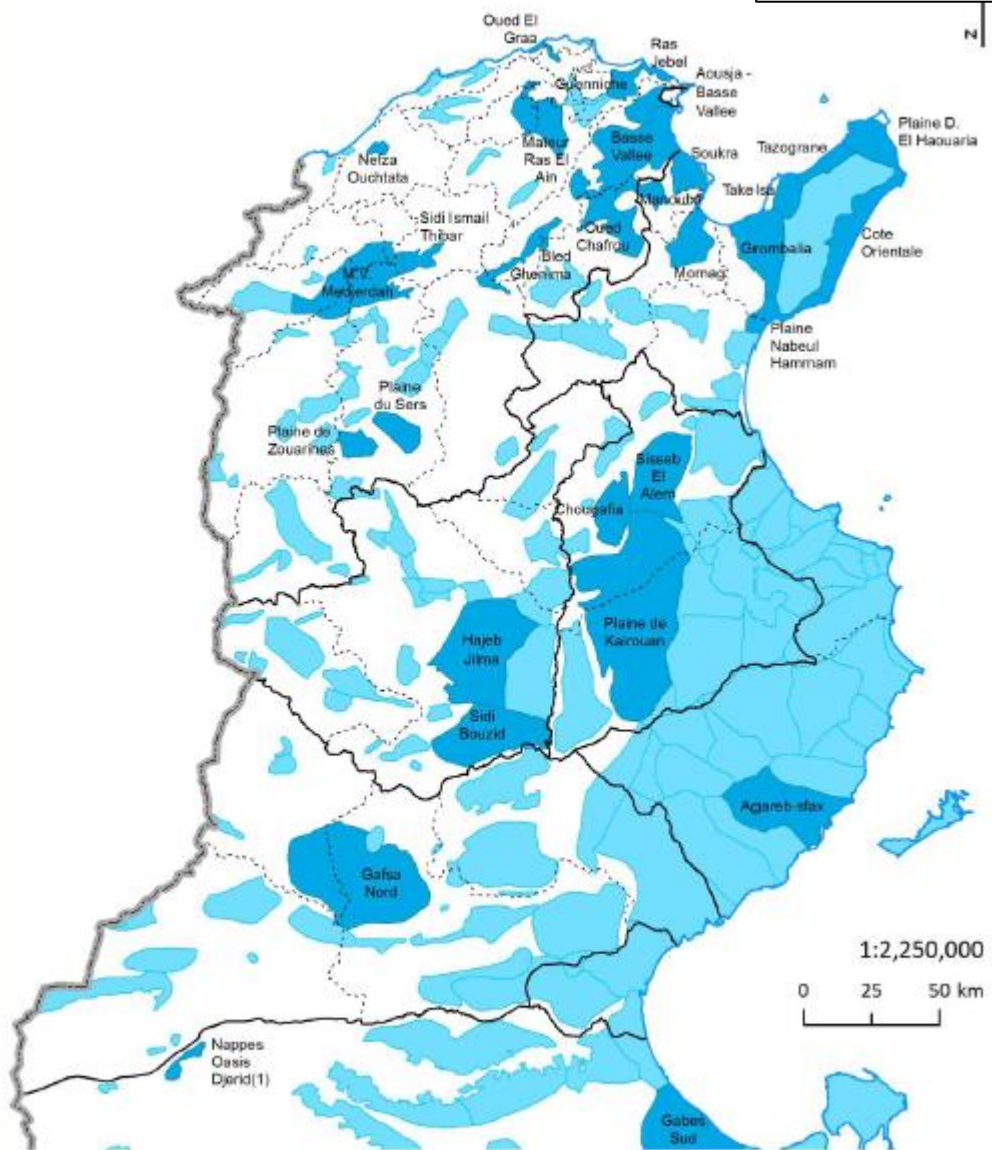 Oued El
Graa
N
Ras
Jebel
Guenniche
Aousja -
Basse
Vallee
Mateur
Ras El
Ain
Basse
Vallee
Plaine D.
El Haouaria
Tazograne
Nefza
Ouchtata
Soukra
Manouba
Takelsa
Sidi Ismail
Thibar
Oued
Chafrou
Grombalia
Cote
Orientale
Bled
Ghenima
M.V.
Medjerdah
Mornag
Plaine
Nabeul
Hammam
Plaine
du Sers
Plaine de
Zouarines
Sisseb
El
Alem
Chougafia
Plaine de
Kairouan
Hajeb
Jilma
Sidi
Bouzid
Agareb-sfax
Gafsa
Nord
1:2,250,000
0 25 50 km
Nappes
Oasis
Djerid(1)
Gabes
Sud